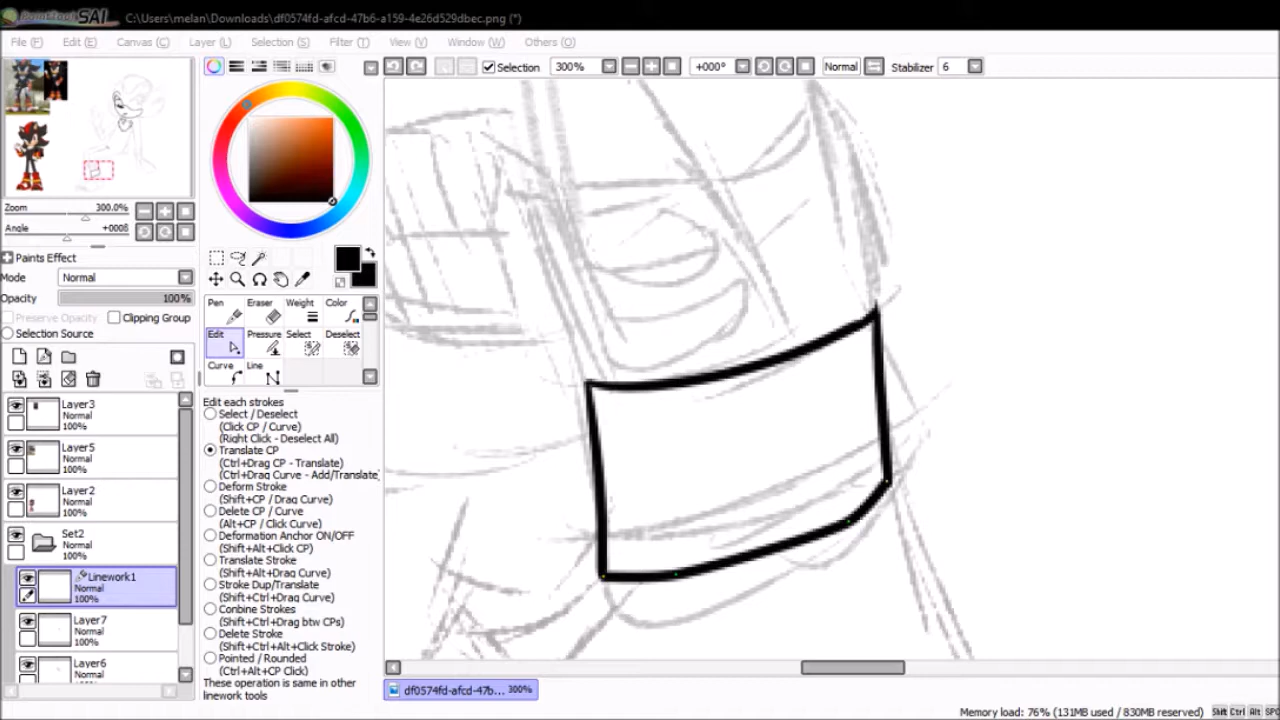 PaintTool SAI C:\Users\melan\Downloads\df0574fd-afcd-47b6-a159-4e26d529dbec.png (*)
File (F) Edit (E) Canvas (C) Layer (L) Selection (S) Filter (T) View (V) Window (W) Others (O)
Selection 300% +000° Normal Stabilizer 6
Zoom 300.0%
Angle +000ß
Paints Effect
Mode Normal
Opacity 100%
Preserve Opacity Clipping Group
Selection Source
Layer3
Normal
100%
Layer5
Normal
100%
Layer2
Normal
100%
Set2
Normal
100%
Linework1
Normal
100%
Layer7
Normal
100%
Layer6
Normal
Pen Eraser Weight Color
Edit Pressure Select Deselect
Curve Line
Edit each strokes
Select / Deselect
(Click CP / Curve)
(Right Click - Deselect All)
Translate CP
(Ctrl+Drag CP - Translate)
(Ctrl+Drag Curve - Add/Translate)
Deform Stroke
(Shift+CP / Drag Curve)
Delete CP / Curve
(Alt+CP / Click Curve)
Deformation Anchor ON/OFF
(Shift+Alt+Click CP)
Translate Stroke
(Shift+Alt+Drag Curve)
Stroke Dup/Translate
(Shift+Ctrl+Drag Curve)
Conbine Strokes
(Shift+Ctrl+Drag btw CPs)
Delete Stroke
(Shift+Ctrl+Alt+Click Stroke)
Pointed / Rounded
(Ctrl+Alt+CP Click)
These operation is same in other
linework tools
df0574fd-afcd-47b... 300%
Memory load: 76% (131MB used / 830MB reserved) Shift Ctrl Alt SPC